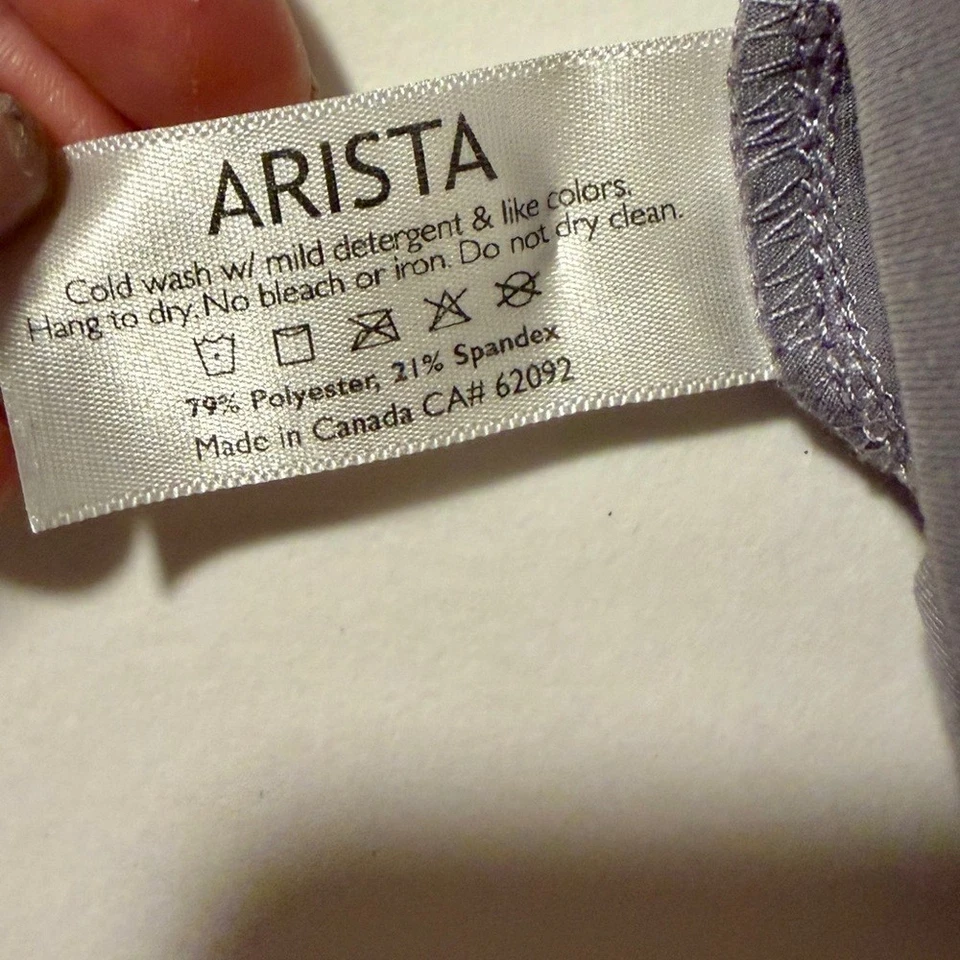 ARISTA
Cold wash w/ mild detergent & like colors.
Hang to dry. No bleach or iron. Do not dry clean.
79% Polyester, 21% Spandex
Made in Canada CA# 62092